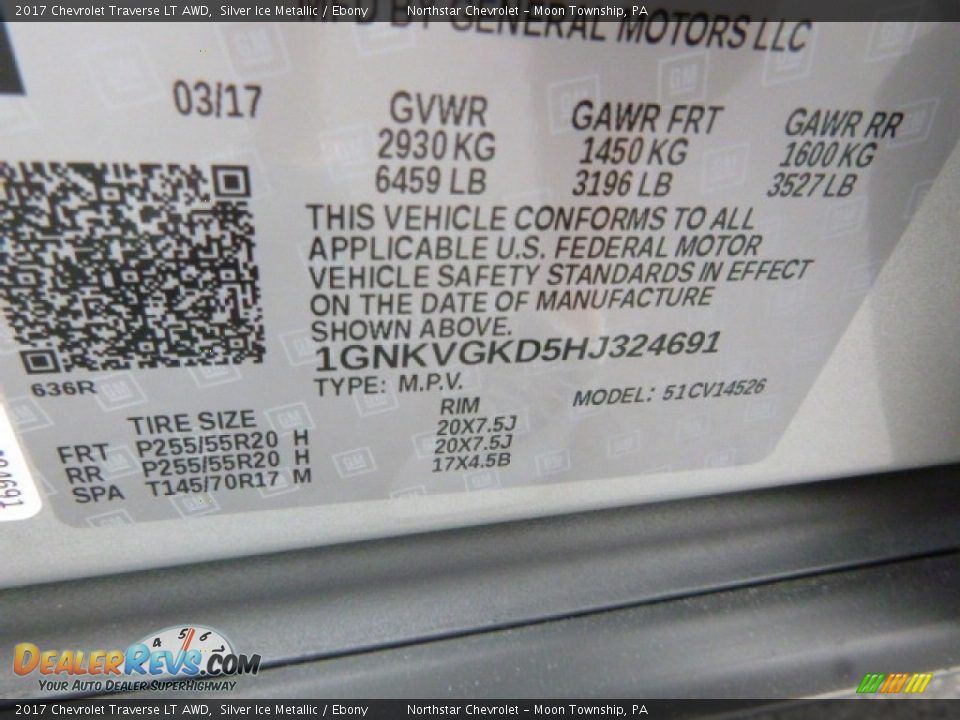 2017 Chevrolet Traverse LT AWD, Silver Ice Metallic / Ebony Northstar Chevrolet - Moon Township, PA
BY GENERAL MOTORS LLC
03/17
GVWR GAWR FRT GAWR RR
2930 KG 1450 KG 1600 KG
6459 LB 3196 LB 3527 LB
THIS VEHICLE CONFORMS TO ALL
APPLICABLE U.S. FEDERAL MOTOR
VEHICLE SAFETY STANDARDS IN EFFECT
ON THE DATE OF MANUFACTURE
SHOWN ABOVE.
1GNKVGKD5HJ324691
636R
TYPE: M.P.V. MODEL: 51CV14526
TIRE SIZE RIM
FRT P255/55R20 H 20X7.5J
RR P255/55R20 H 20X7.5J
SPA T145/70R17 M 17X4.5B
4 5 6
DEALERREVS.COM
YOUR AUTO DEALER SUPERHIGHWAY
2017 Chevrolet Traverse LT AWD, Silver Ice Metallic / Ebony Northstar Chevrolet - Moon Township, PA